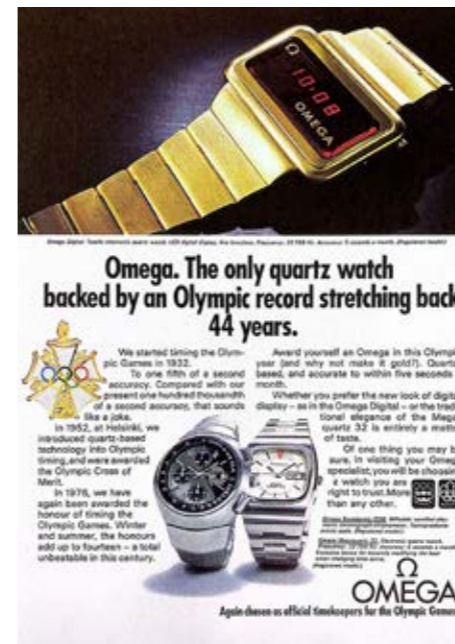 Ω
10:08
OMEGA
Omega. The only quartz watch
backed by an Olympic record stretching back
44 years.
We started timing the Olym-
pic Games in 1932.
To one fifth of a second
accuracy. Compared with our
present one hundred thousandth
of a second accuracy, that sounds
like a joke.
In 1952, at Helsinki, we
introduced quartz-based
technology into Olympic
timing, and were awarded
the Olympic Cross of
Merit.
In 1976, we have
again been awarded the
honour of timing the
Olympic Games. Winter
and summer, the honours
add up to fourteen – a total
unbeatable in this century.
Award yourself an Omega in this Olympi
year (and why not make it gold?). Quartz
based, and accurate to within five seconds
month.
Whether you prefer the new look of digita
display – as in the Omega Digital – or the tradi
tional elegance of the Mega
quartz 32 is entirely a matte
of taste.
Of one thing you may b
sure. In visiting your Omeg
specialist, you will be choosin
a watch you are
right to trust. More
than any other.
Ω
OMEGA
Again chosen as official timekeepers for the Olympic Games